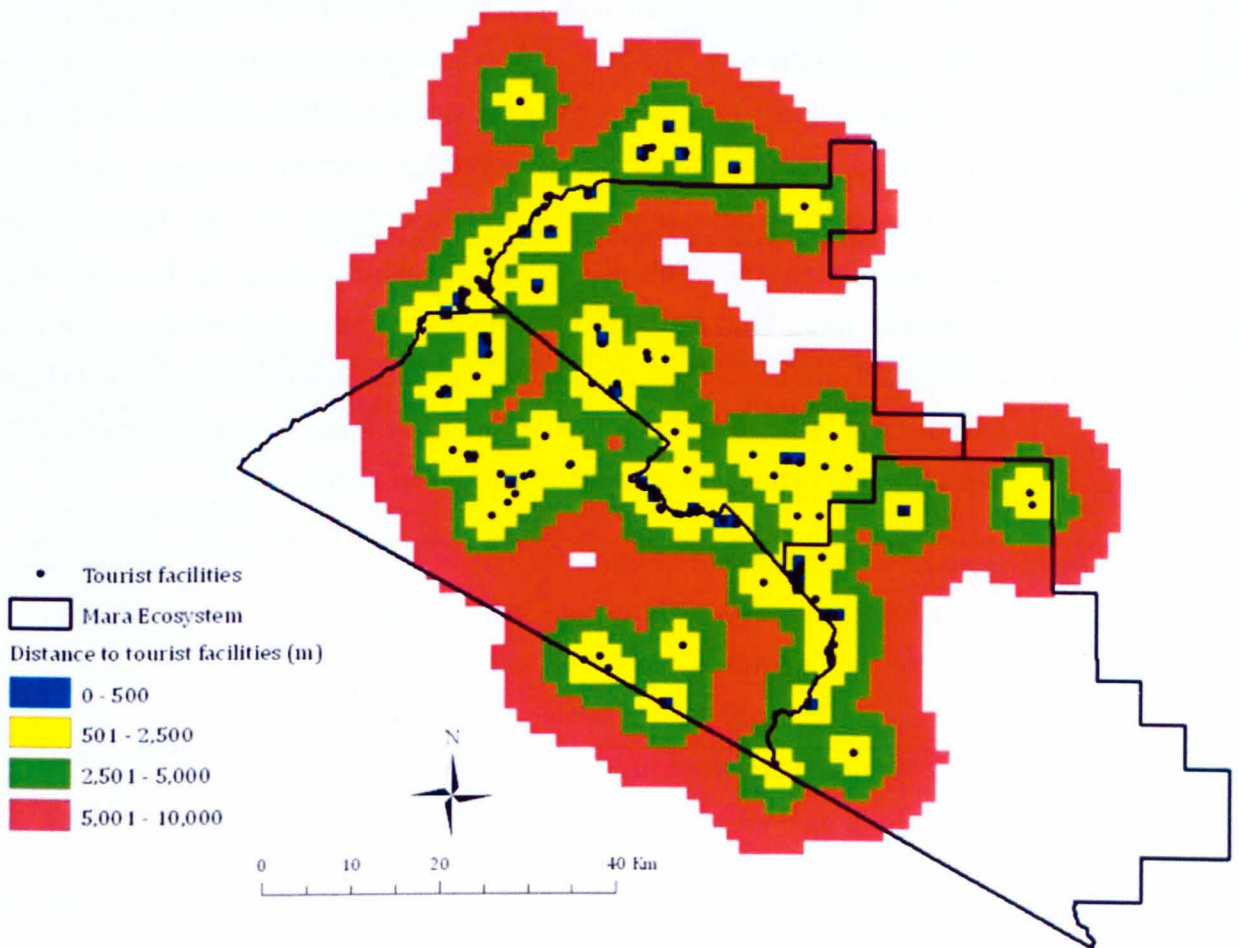 Tourist facilities
Mara Ecosystem
Distance to tourist facilities (m)
0 - 500
501 - 2,500
2,501 - 5,000
5,001 - 10,000
N
0 10 20 40 Km